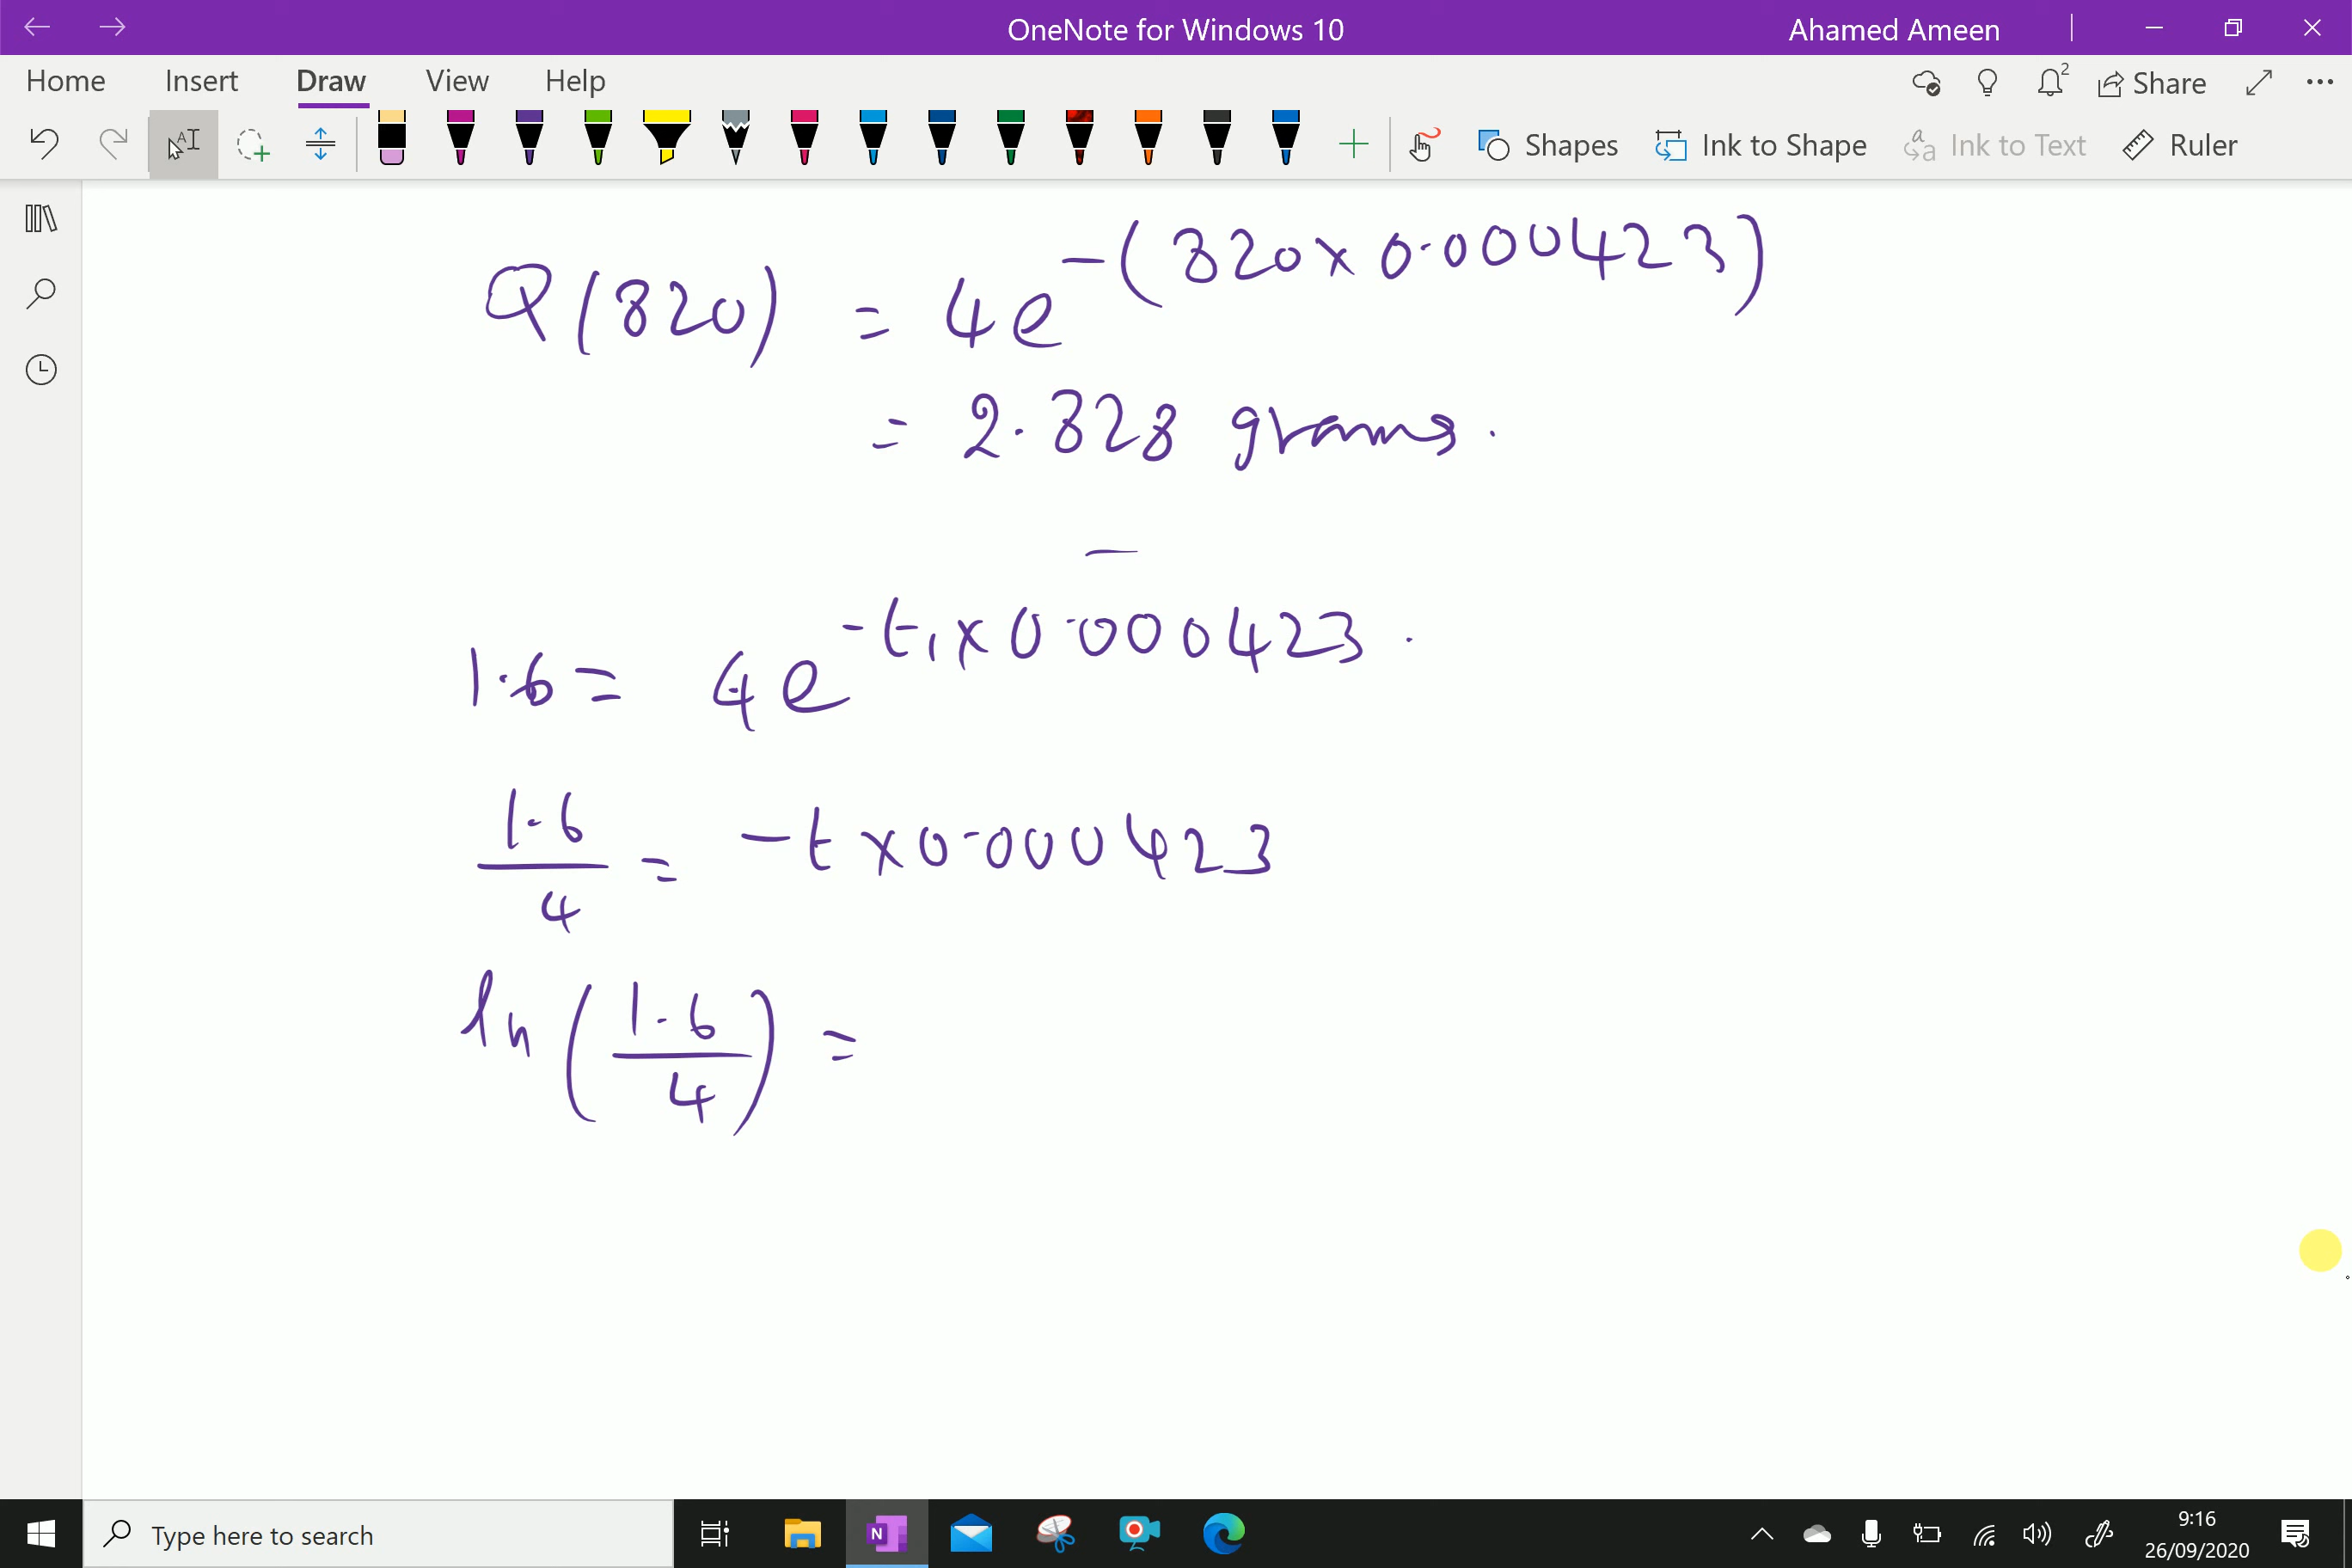 OneNote for Windows 10 Ahamed Ameen
Home Insert Draw View Help 2 Share
Shapes Ink to Shape Ink to Text Ruler
Q(820) = 4e^-(820×0·000423)
= 2·828 grams.
1·6 = 4e^-t₁×0·000423.
1·6/4 = -t×0·000423
ln(1·6/4) =
Type here to search
9:16
26/09/2020